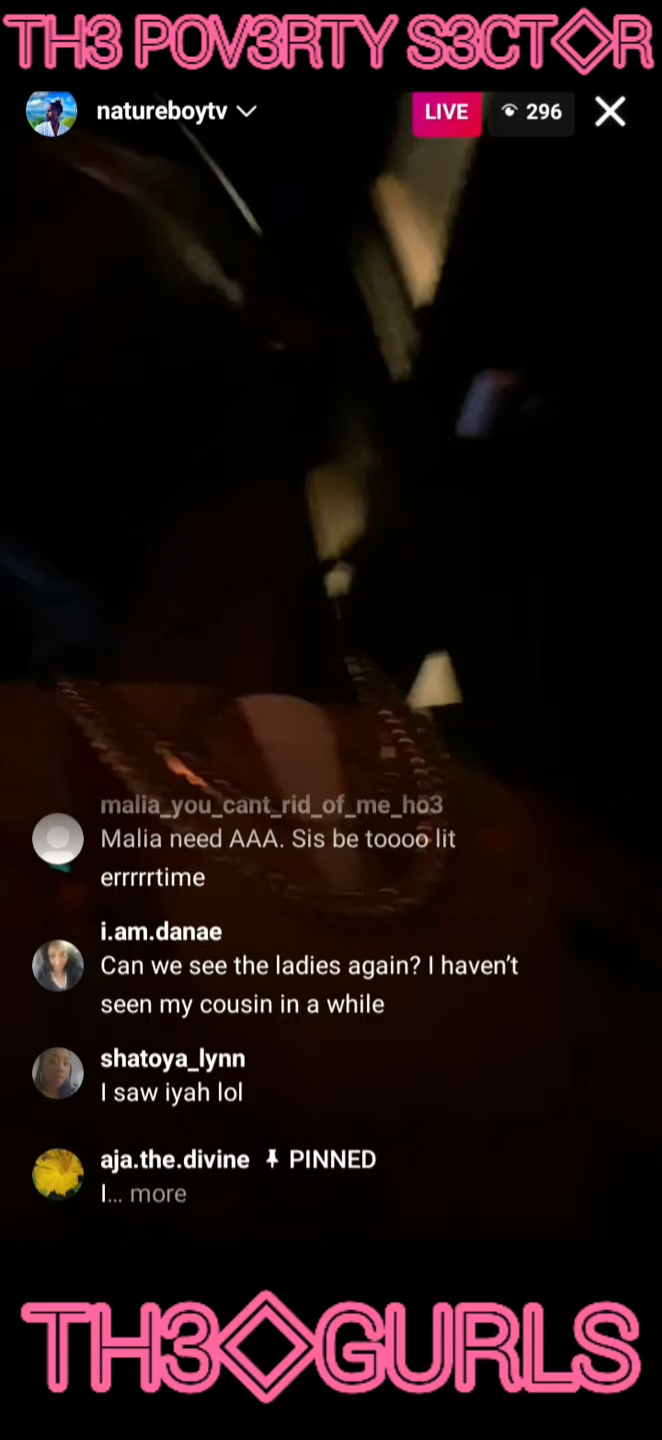 TH3 POV3RTY S3CT◇R
natureboytv
LIVE
296
malia_you_cant_rid_of_me_ho3
Malia need AAA. Sis be toooo lit
errrrrtime
i.am.danae
Can we see the ladies again? I haven't
seen my cousin in a while
shatoya_lynn
I saw iyah lol
aja.the.divine PINNED
I... more
TH3◇GURLS